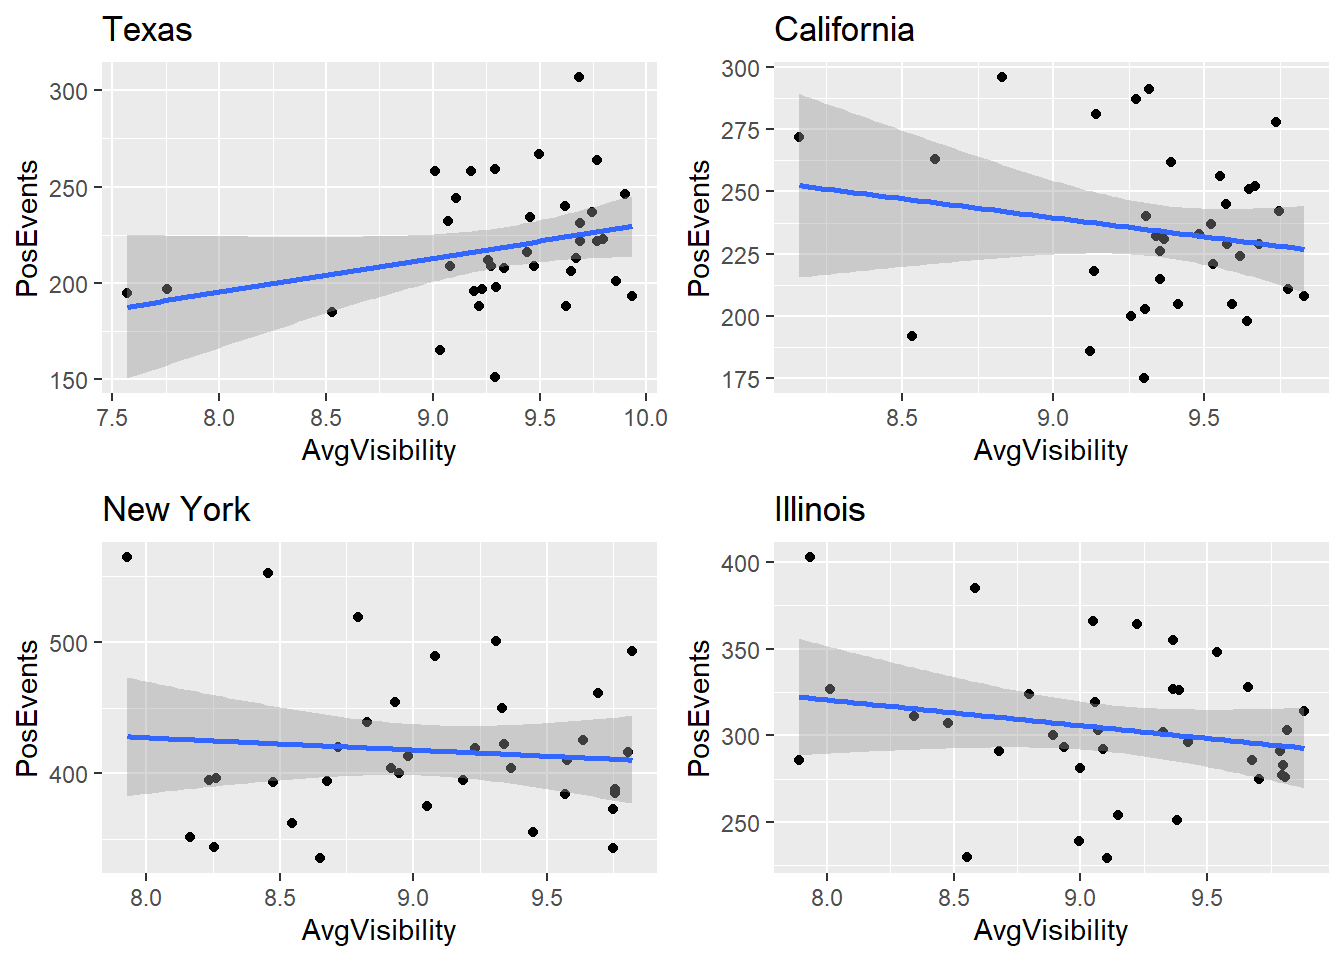 Texas
300
250
200
150
PosEvents
7.5 8.0 8.5 9.0 9.5 10.0
AvgVisibility
California
300
275
250
225
200
175
PosEvents
8.5 9.0 9.5
AvgVisibility
New York
500
400
PosEvents
8.0 8.5 9.0 9.5
AvgVisibility
Illinois
400
350
300
250
PosEvents
8.0 8.5 9.0 9.5
AvgVisibility